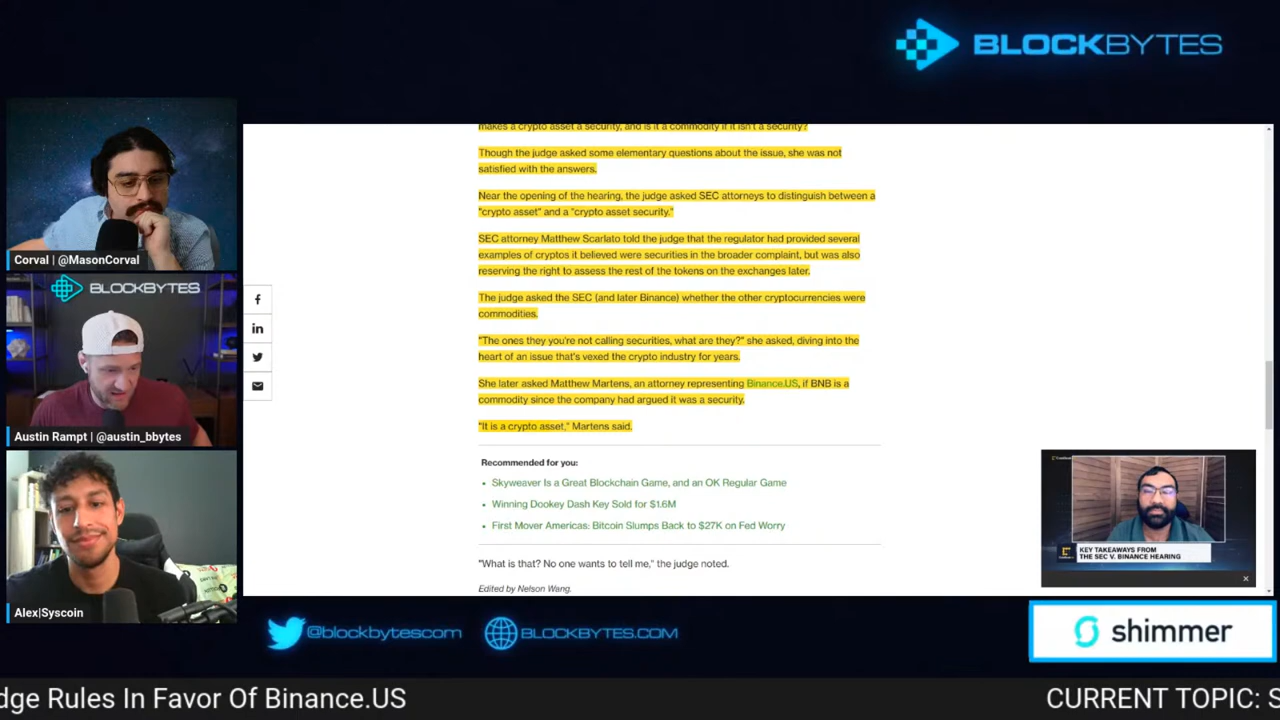 BLOCKBYTES
Corval | @MasonCorval
BLOCKBYTES
Austin Rampt | @austin_bbytes
Alex|Syscoin
makes a crypto asset a security, and is it a commodity if it isn't a security?
Though the judge asked some elementary questions about the issue, she was not
satisfied with the answers.
Near the opening of the hearing, the judge asked SEC attorneys to distinguish between a
"crypto asset" and a "crypto asset security."
SEC attorney Matthew Scarlato told the judge that the regulator had provided several
examples of cryptos it believed were securities in the broader complaint, but was also
reserving the right to assess the rest of the tokens on the exchanges later.
The judge asked the SEC (and later Binance) whether the other cryptocurrencies were
commodities.
"The ones they you're not calling securities, what are they?" she asked, diving into the
heart of an issue that's vexed the crypto industry for years.
She later asked Matthew Martens, an attorney representing Binance.US, if BNB is a
commodity since the company had argued it was a security.
"It is a crypto asset," Martens said.
Recommended for you:
• Skyweaver Is a Great Blockchain Game, and an OK Regular Game
• Winning Dookey Dash Key Sold for $1.6M
• First Mover Americas: Bitcoin Slumps Back to $27K on Fed Worry
"What is that? No one wants to tell me," the judge noted.
Edited by Nelson Wang.
KEY TAKEAWAYS FROM
THE SEC V. BINANCE HEARING
@blockbytescom
BLOCKBYTES.COM
shimmer
dge Rules In Favor Of Binance.US
CURRENT TOPIC: S